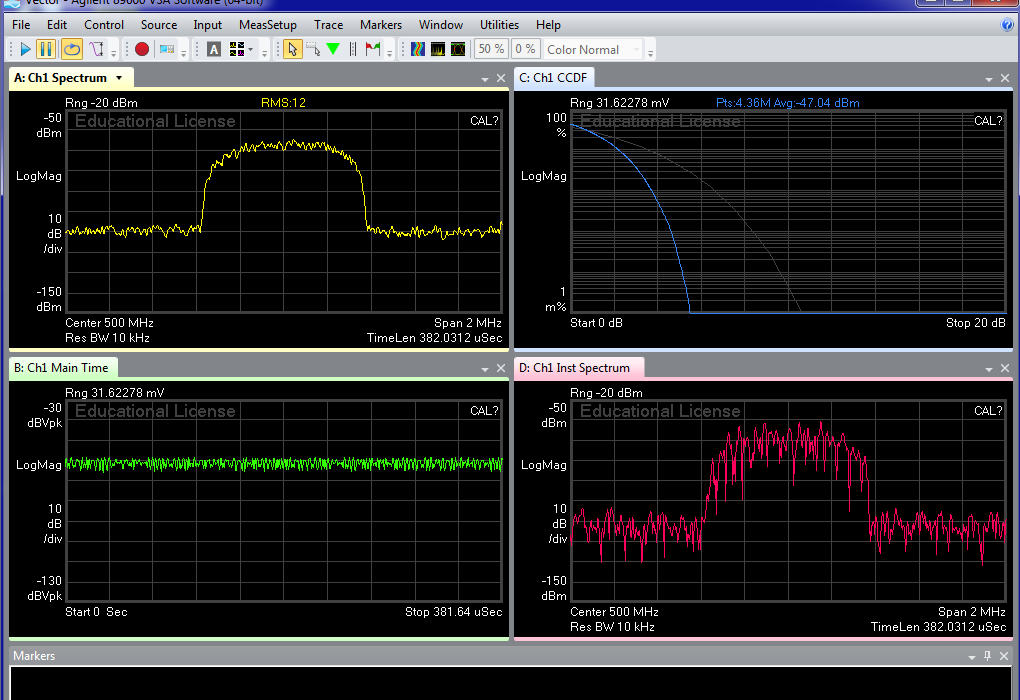 Vector - Agilent 89600 VSA Software (64-bit)
File Edit Control Source Input MeasSetup Trace Markers Window Utilities Help
A 50 % 0 % Color Normal
A: Ch1 Spectrum
Rng -20 dBm RMS:12
-50
dBm
Educational License
CAL?
LogMag
10
dB
/div
-150
dBm
Center 500 MHz Span 2 MHz
Res BW 10 kHz TimeLen 382.0312 uSec
C: Ch1 CCDF
Rng 31.62278 mV Pts:4.36M Avg:-47.04 dBm
100
%
Educational License
CAL?
LogMag
1
m%
Start 0 dB Stop 20 dB
B: Ch1 Main Time
Rng 31.62278 mV
-30
dBVpk
Educational License
CAL?
LogMag
10
dB
/div
-130
dBVpk
Start 0 Sec Stop 381.64 uSec
D: Ch1 Inst Spectrum
Rng -20 dBm
-50
dBm
Educational License
CAL?
LogMag
10
dB
/div
-150
dBm
Center 500 MHz Span 2 MHz
Res BW 10 kHz TimeLen 382.0312 uSec
Markers